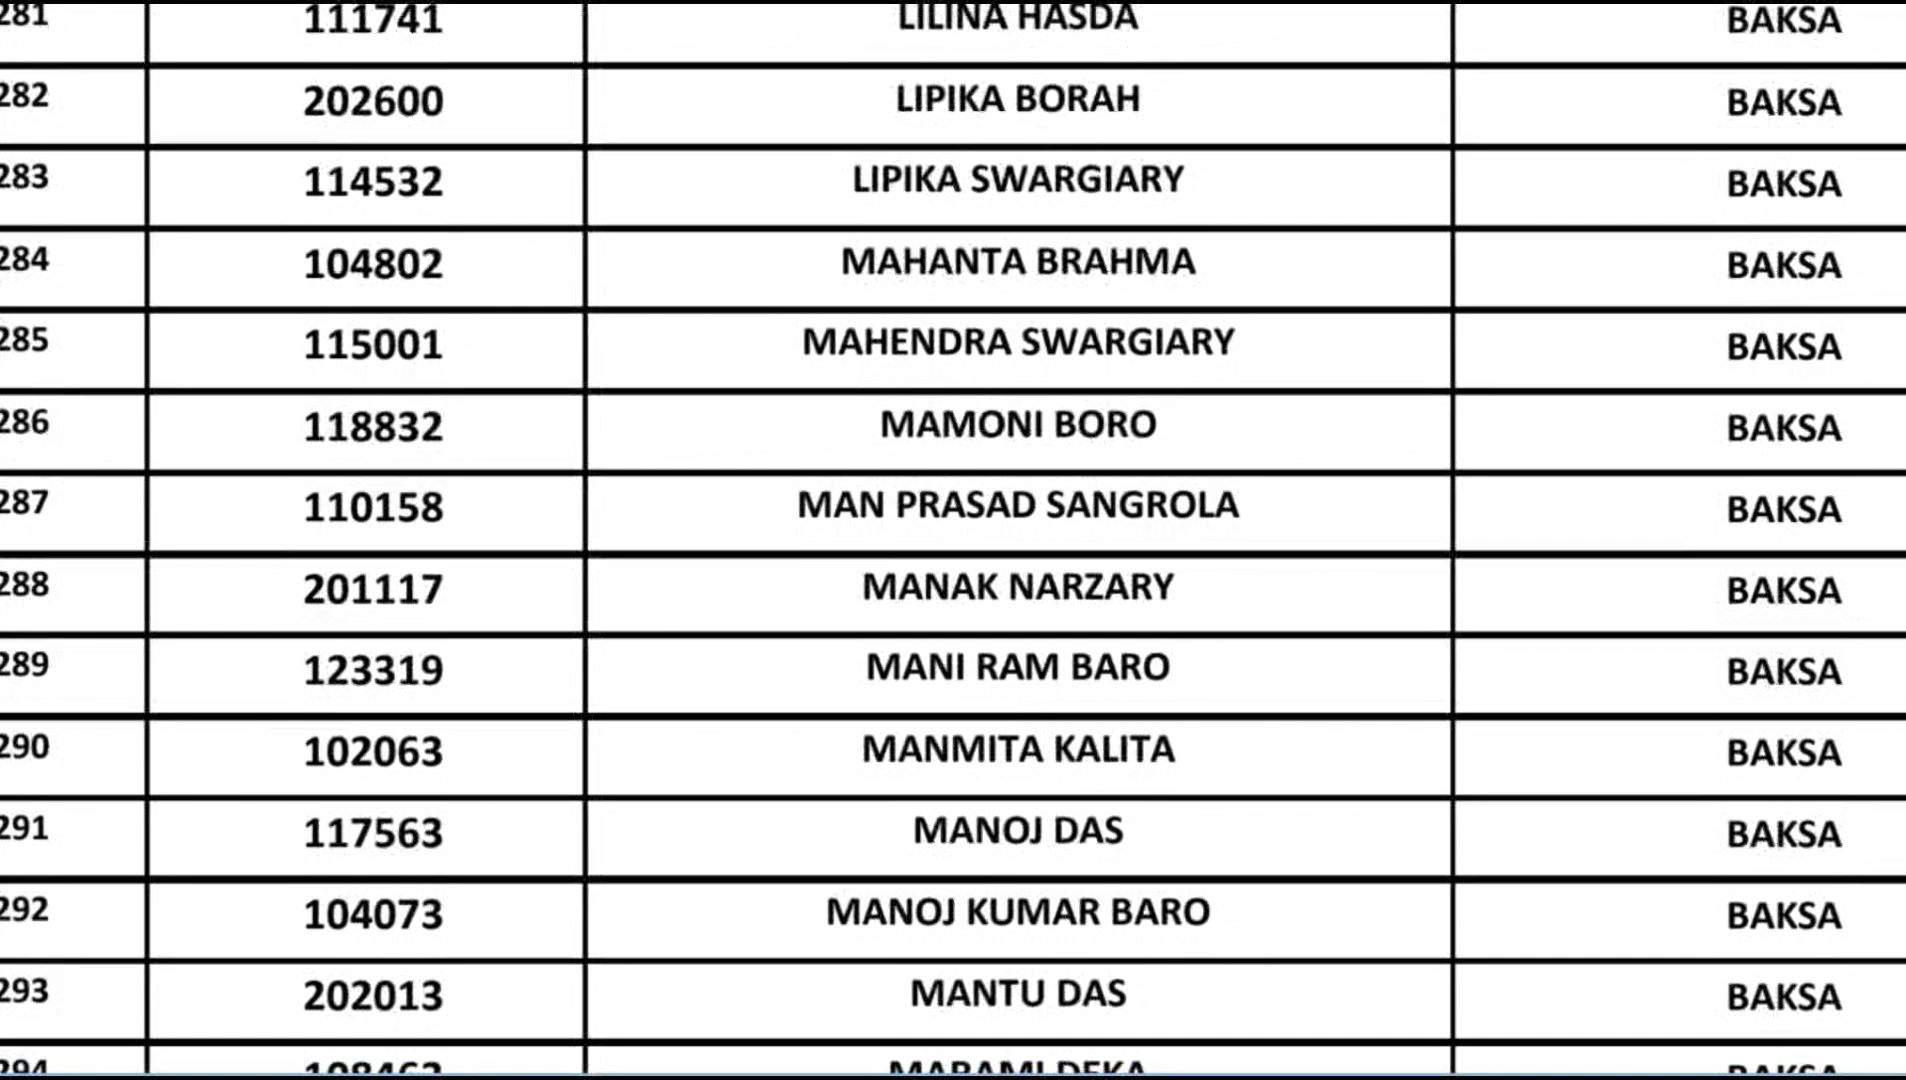 281 111741 LILINA HASDA BAKSA
282 202600 LIPIKA BORAH BAKSA
283 114532 LIPIKA SWARGIARY BAKSA
284 104802 MAHANTA BRAHMA BAKSA
285 115001 MAHENDRA SWARGIARY BAKSA
286 118832 MAMONI BORO BAKSA
287 110158 MAN PRASAD SANGROLA BAKSA
288 201117 MANAK NARZARY BAKSA
289 123319 MANI RAM BARO BAKSA
290 102063 MANMITA KALITA BAKSA
291 117563 MANOJ DAS BAKSA
292 104073 MANOJ KUMAR BARO BAKSA
293 202013 MANTU DAS BAKSA
294 DEKA BAKSA